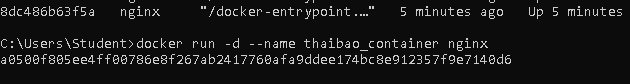 8dc486b63f5a   nginx     "/docker-entrypoint.…"   5 minutes ago   Up 5 minutes
C:\Users\Student>docker run -d --name thaibao_container nginx
a0500f805ee4ff00786e8f267ab2417760afa9ddee174bc8e912357f9e7140d6